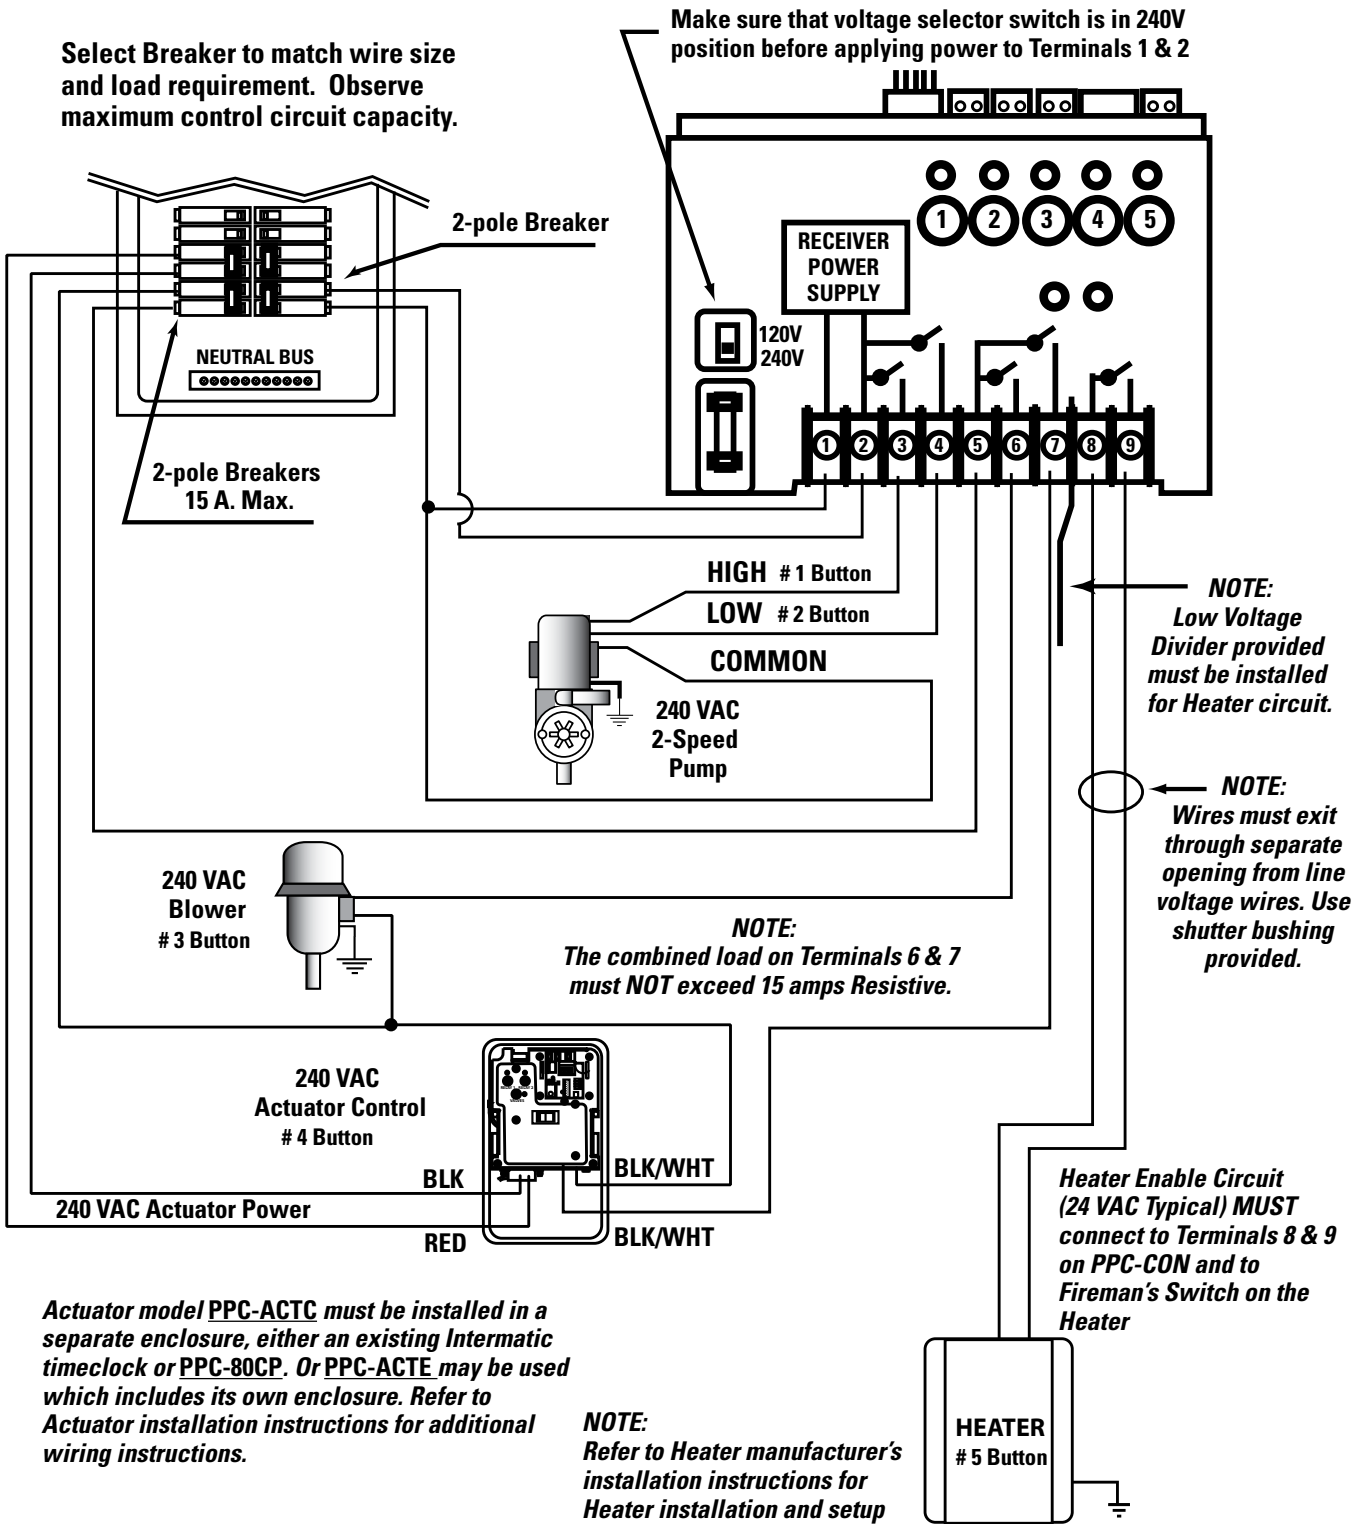 Make sure that voltage selector switch is in 240V
position before applying power to Terminals 1 & 2
Select Breaker to match wire size
and load requirement. Observe
maximum control circuit capacity.
2-pole Breaker
1 2 3 4 5
RECEIVER
POWER
SUPPLY
120V
240V
NEUTRAL BUS
1 2 3 4 5 6 7 8 9
2-pole Breakers
15 A. Max.
HIGH # 1 Button
LOW # 2 Button
COMMON
240 VAC
2-Speed
Pump
NOTE:
Low Voltage
Divider provided
must be installed
for Heater circuit.
NOTE:
Wires must exit
through separate
opening from line
voltage wires. Use
shutter bushing
provided.
240 VAC
Blower
# 3 Button
NOTE:
The combined load on Terminals 6 & 7
must NOT exceed 15 amps Resistive.
240 VAC
Actuator Control
# 4 Button
BLK
BLK/WHT
240 VAC Actuator Power
RED
BLK/WHT
Heater Enable Circuit
(24 VAC Typical) MUST
connect to Terminals 8 & 9
on PPC-CON and to
Fireman's Switch on the
Heater
Actuator model PPC-ACTC must be installed in a
separate enclosure, either an existing Intermatic
timeclock or PPC-80CP. Or PPC-ACTE may be used
which includes its own enclosure. Refer to
Actuator installation instructions for additional
wiring instructions.
NOTE:
Refer to Heater manufacturer's
installation instructions for
Heater installation and setup
HEATER
# 5 Button